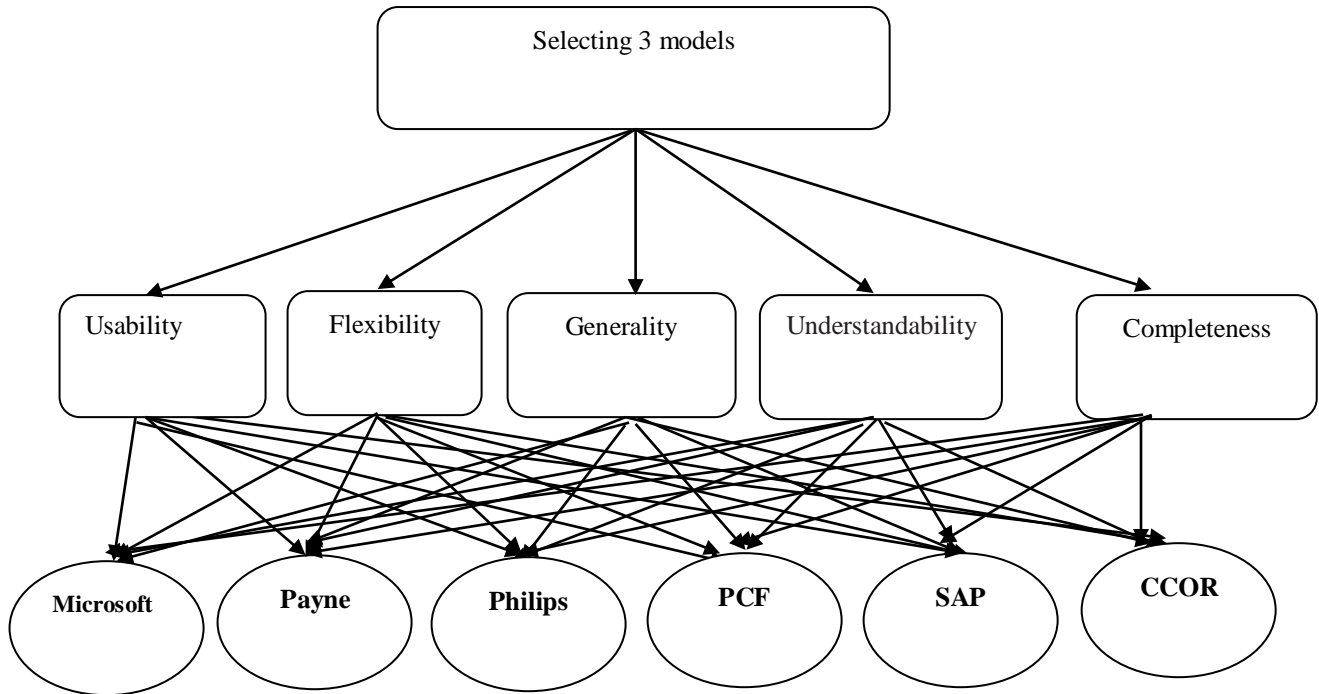 Selecting 3 models
Usability
Flexibility
Generality
Understandability
Completeness
Microsoft
Payne
Philips
PCF
SAP
CCOR